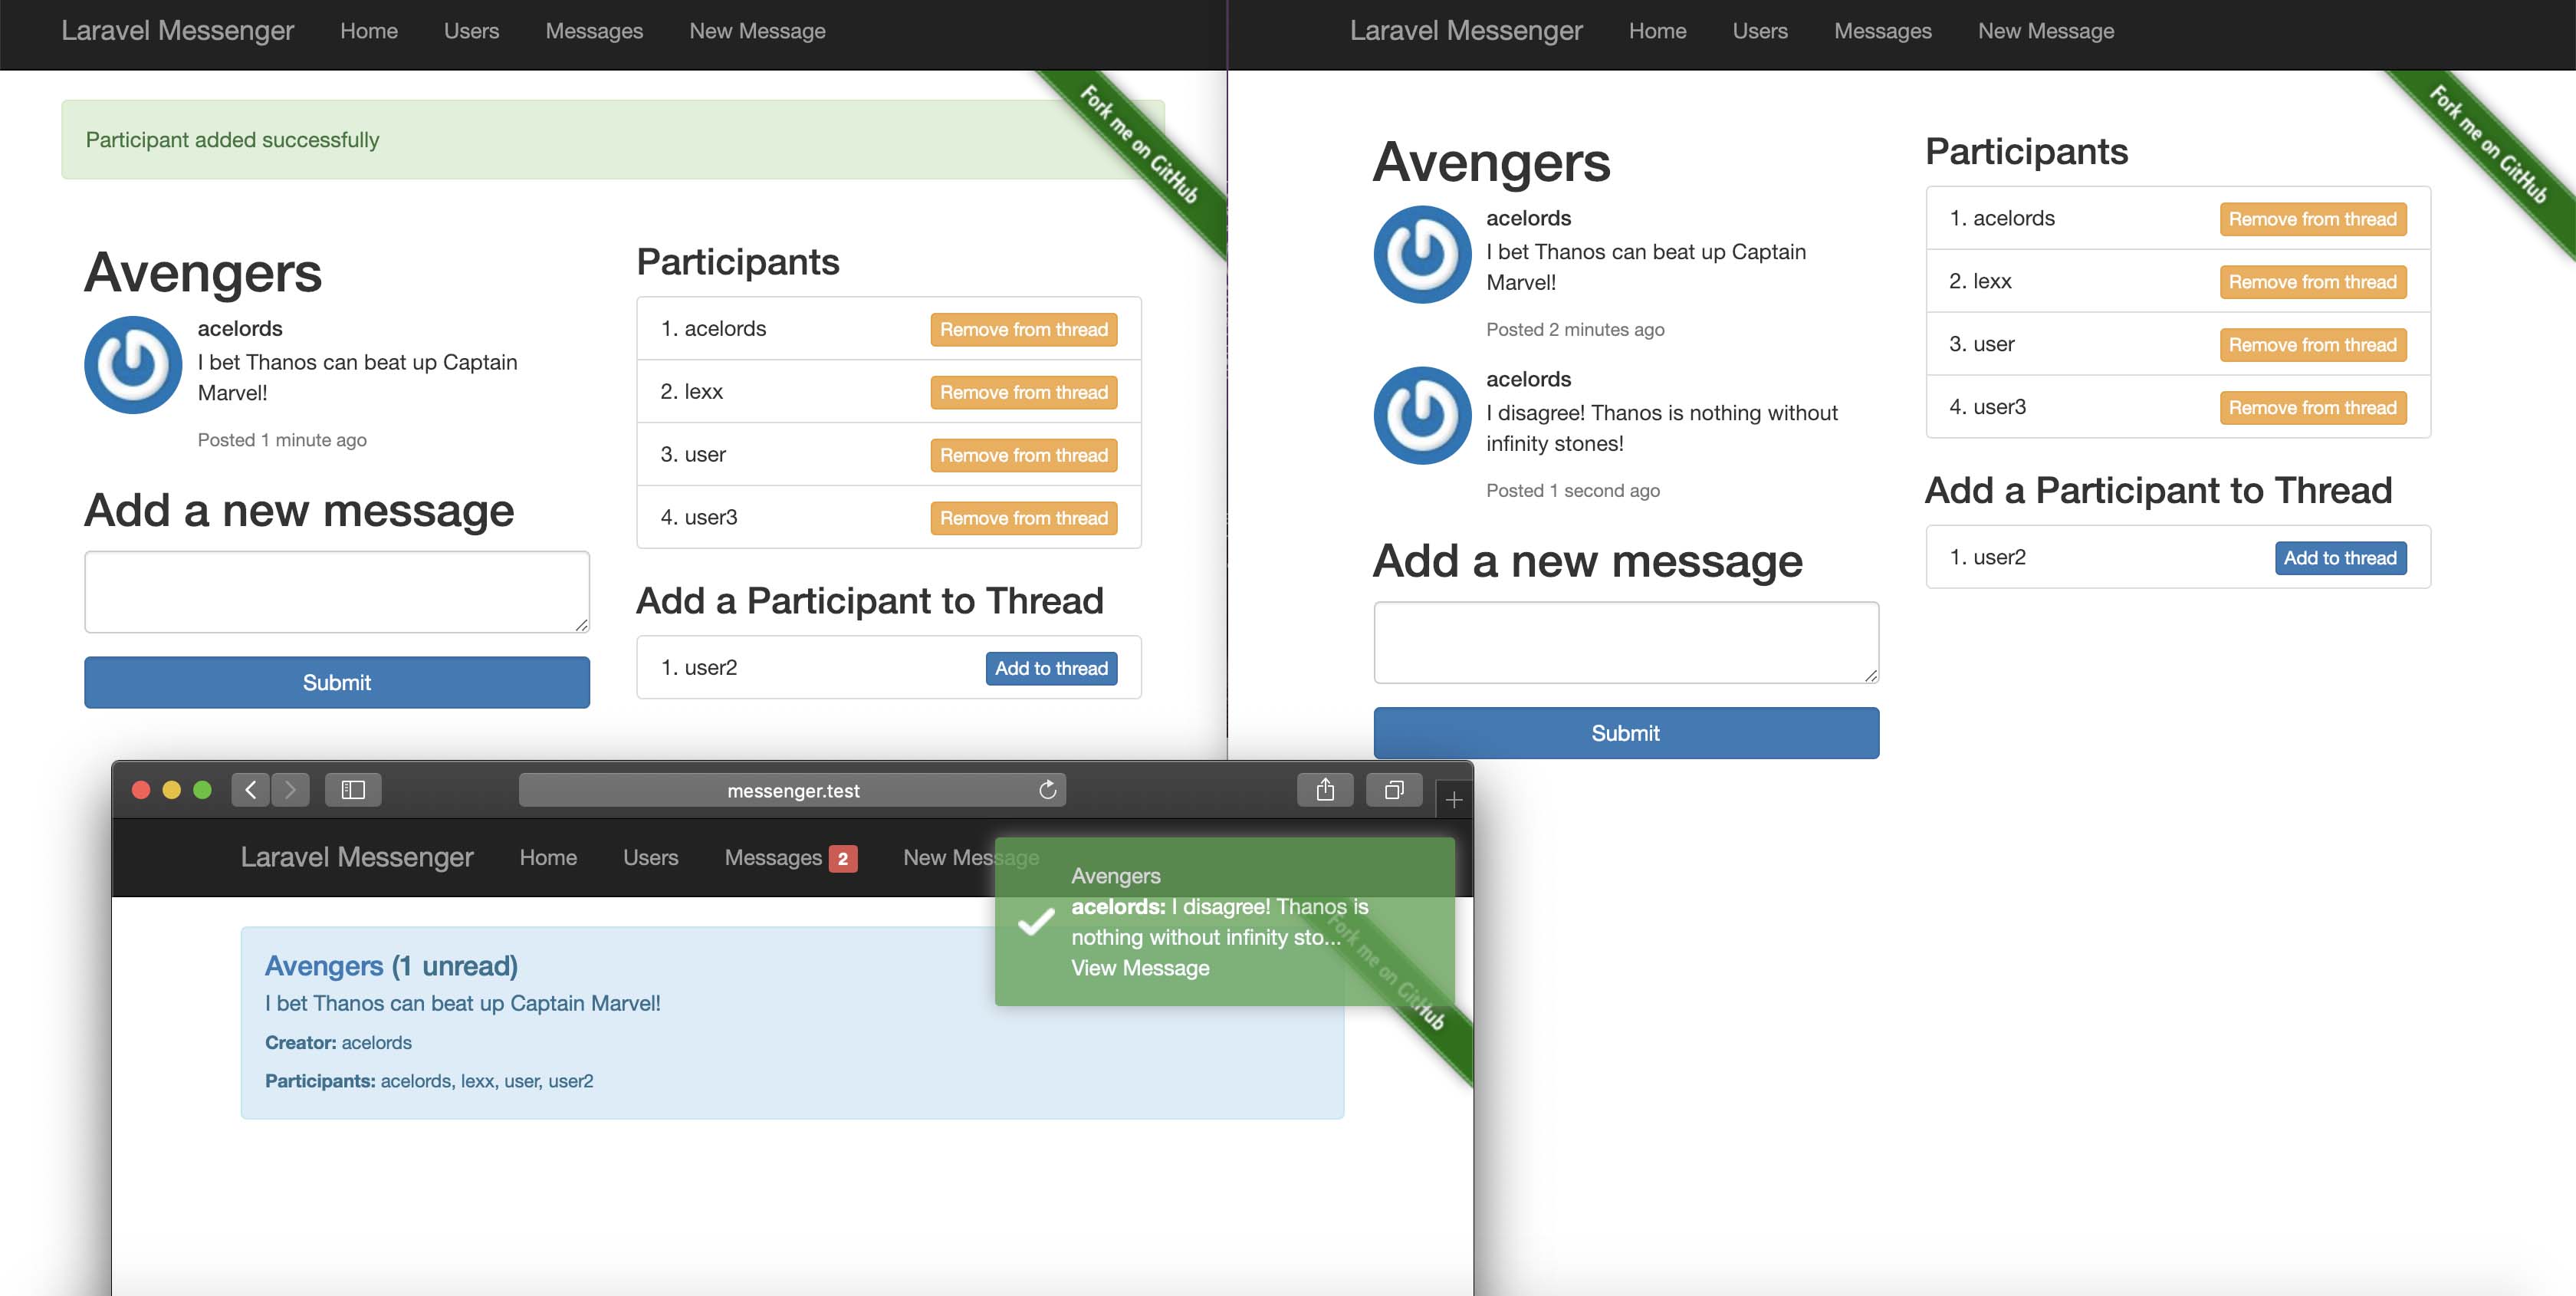 Laravel Messenger Home Users Messages New Message
Fork me on GitHub
Participant added successfully
Avengers
acelords
I bet Thanos can beat up Captain
Marvel!
Posted 1 minute ago
Add a new message
Submit
Participants
1. acelords Remove from thread
2. lexx Remove from thread
3. user Remove from thread
4. user3 Remove from thread
Add a Participant to Thread
1. user2 Add to thread
Laravel Messenger Home Users Messages New Message
Fork me on GitHub
Avengers
acelords
I bet Thanos can beat up Captain
Marvel!
Posted 2 minutes ago
acelords
I disagree! Thanos is nothing without
infinity stones!
Posted 1 second ago
Add a new message
Submit
Participants
1. acelords Remove from thread
2. lexx Remove from thread
3. user Remove from thread
4. user3 Remove from thread
Add a Participant to Thread
1. user2 Add to thread
messenger.test
Laravel Messenger Home Users Messages 2 New Message
Avengers
acelords: I disagree! Thanos is
nothing without infinity sto...
View Message
Fork me on GitHub
Avengers (1 unread)
I bet Thanos can beat up Captain Marvel!
Creator: acelords
Participants: acelords, lexx, user, user2